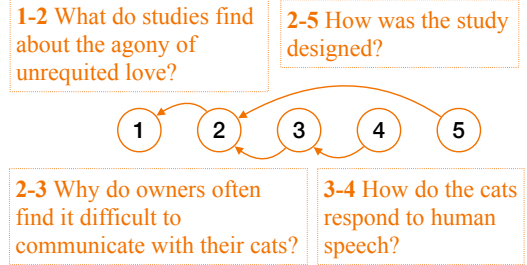 1-2 What do studies find
about the agony of
unrequited love?
2-5 How was the study
designed?
1 2 3 4 5
2-3 Why do owners often
find it difficult to
communicate with their cats?
3-4 How do the cats
respond to human
speech?